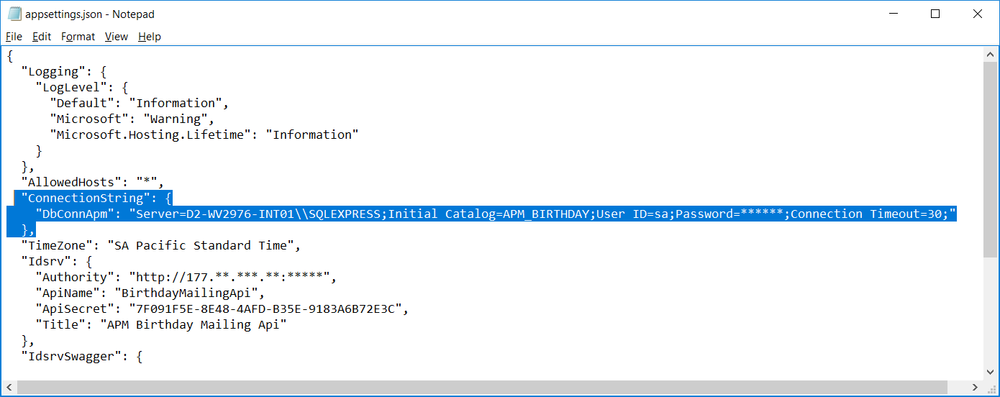 appsettings.json - Notepad
File Edit Format View Help
{
  "Logging": {
    "LogLevel": {
      "Default": "Information",
      "Microsoft": "Warning",
      "Microsoft.Hosting.Lifetime": "Information"
    }
  },
  "AllowedHosts": "*",
  "ConnectionString": {
    "DbConnApm": "Server=D2-WV2976-INT01\\SQLEXPRESS;Initial Catalog=APM_BIRTHDAY;User ID=sa;Password=******;Connection Timeout=30;"
  },
  "TimeZone": "SA Pacific Standard Time",
  "Idsrv": {
    "Authority": "http://177.**.***.**:*****",
    "ApiName": "BirthdayMailingApi",
    "ApiSecret": "7F091F5E-8E48-4AFD-B35E-9183A6B72E3C",
    "Title": "APM Birthday Mailing Api"
  },
  "IdsrvSwagger": {